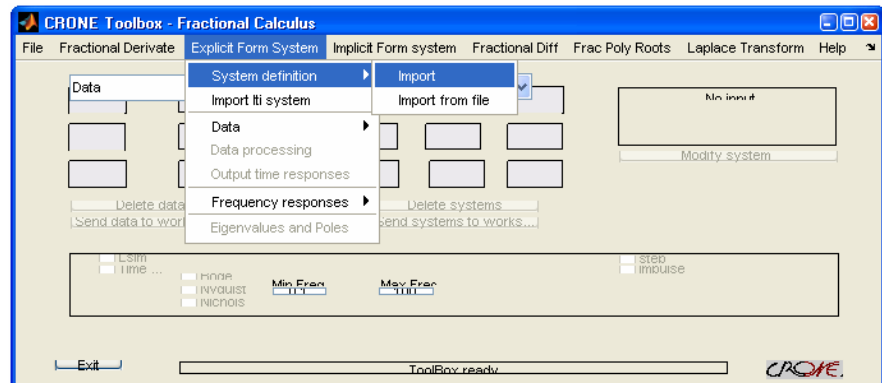 CRONE Toolbox - Fractional Calculus
File Fractional Derivate Explicit Form System Implicit Form system Fractional Diff Frac Poly Roots Laplace Transform Help
System definition Import
Data
No input
Import lti system Import from file
Data
Data processing
Modify system
Output time responses
Delete data Frequency responses Delete systems
Send data to wor Send systems to works...
Eigenvalues and Poles
Lsim step
Time ... impulse
Bode
Nyquist Min Freq Max Freq
Nichols
Exit ToolBox ready CRONE.